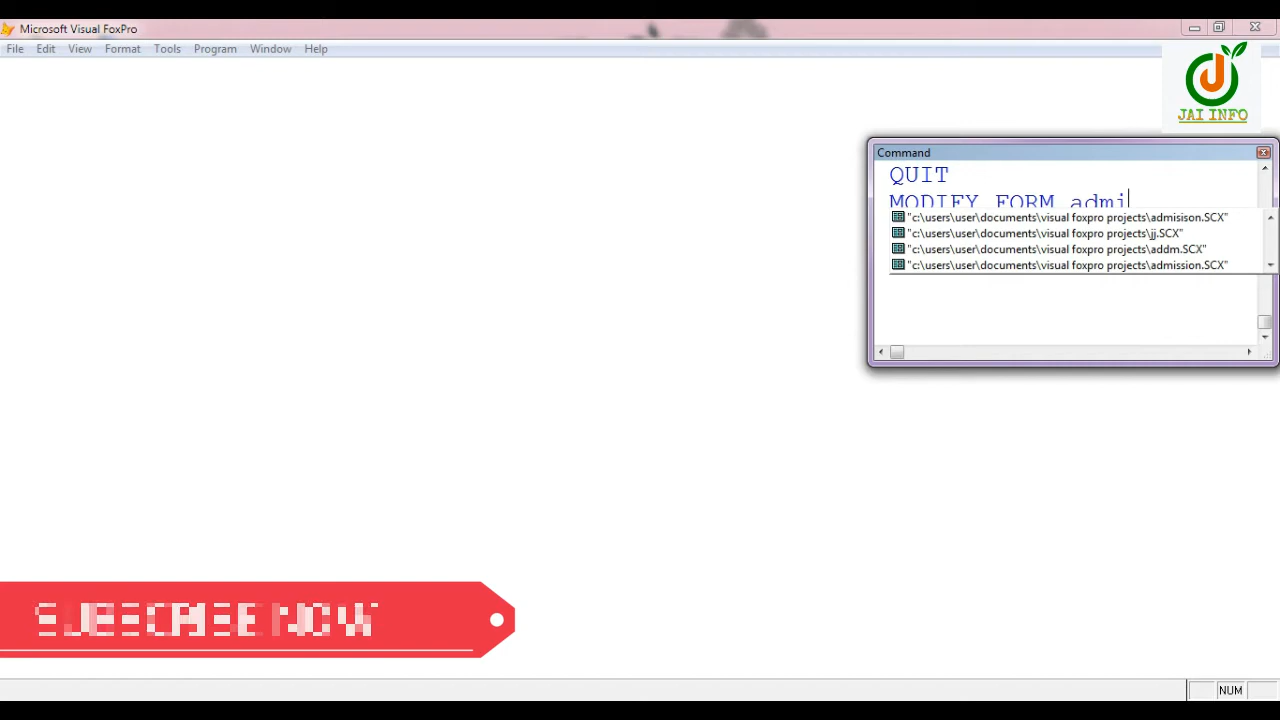 Microsoft Visual FoxPro
File Edit View Format Tools Program Window Help
JAI INFO
Command
QUIT
MODIFY FORM admi
"c:\users\user\documents\visual foxpro projects\admisison.SCX"
"c:\users\user\documents\visual foxpro projects\jj.SCX"
"c:\users\user\documents\visual foxpro projects\addm.SCX"
"c:\users\user\documents\visual foxpro projects\admission.SCX"
SUBSCRIBE NOW
NUM